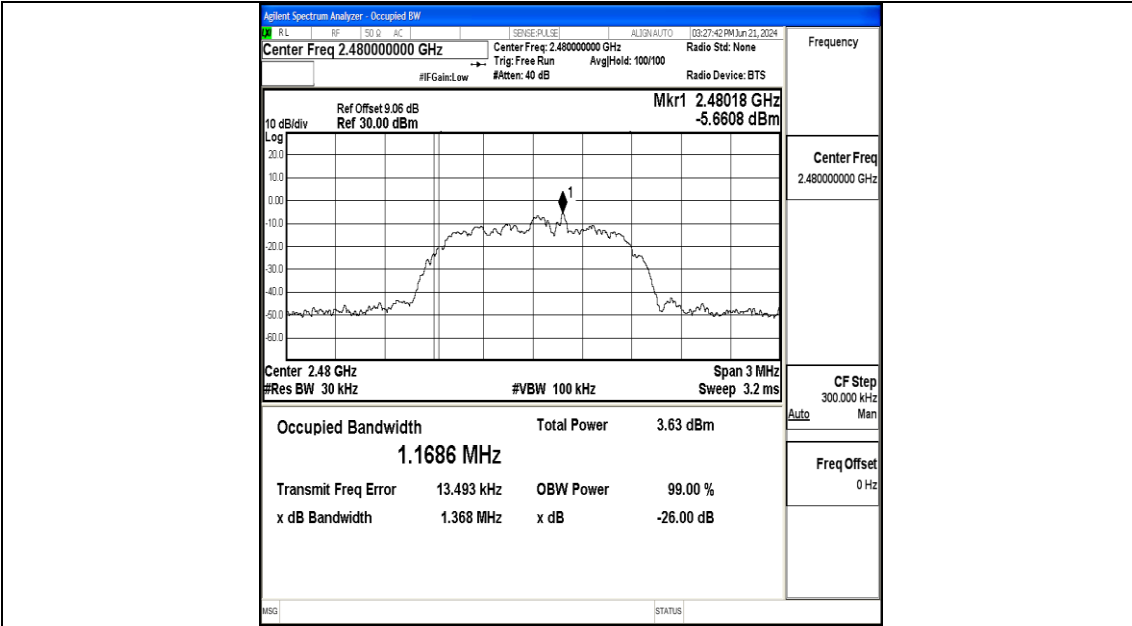 Agilent Spectrum Analyzer - Occupied BW
RL RF 50 Ω AC SENSE:PULSE ALIGN AUTO 03:27:42 PM Jun 21, 2024
Center Freq 2.480000000 GHz
Center Freq: 2.480000000 GHz
Radio Std: None
Trig: Free Run Avg|Hold: 100/100
#IFGain:Low #Atten: 40 dB Radio Device: BTS
Frequency
Mkr1 2.48018 GHz
-5.6608 dBm
Ref Offset 9.06 dB
10 dB/div Ref 30.00 dBm
Log
20.0
10.0
0.00
-10.0
-20.0
-30.0
-40.0
-50.0
-60.0
1
Center 2.48 GHz Span 3 MHz
#Res BW 30 kHz #VBW 100 kHz Sweep 3.2 ms
Center Freq
2.480000000 GHz
CF Step
300.000 kHz
Auto Man
Freq Offset
0 Hz
Occupied Bandwidth Total Power 3.63 dBm
1.1686 MHz
Transmit Freq Error 13.493 kHz OBW Power 99.00 %
x dB Bandwidth 1.368 MHz x dB -26.00 dB
MSG STATUS